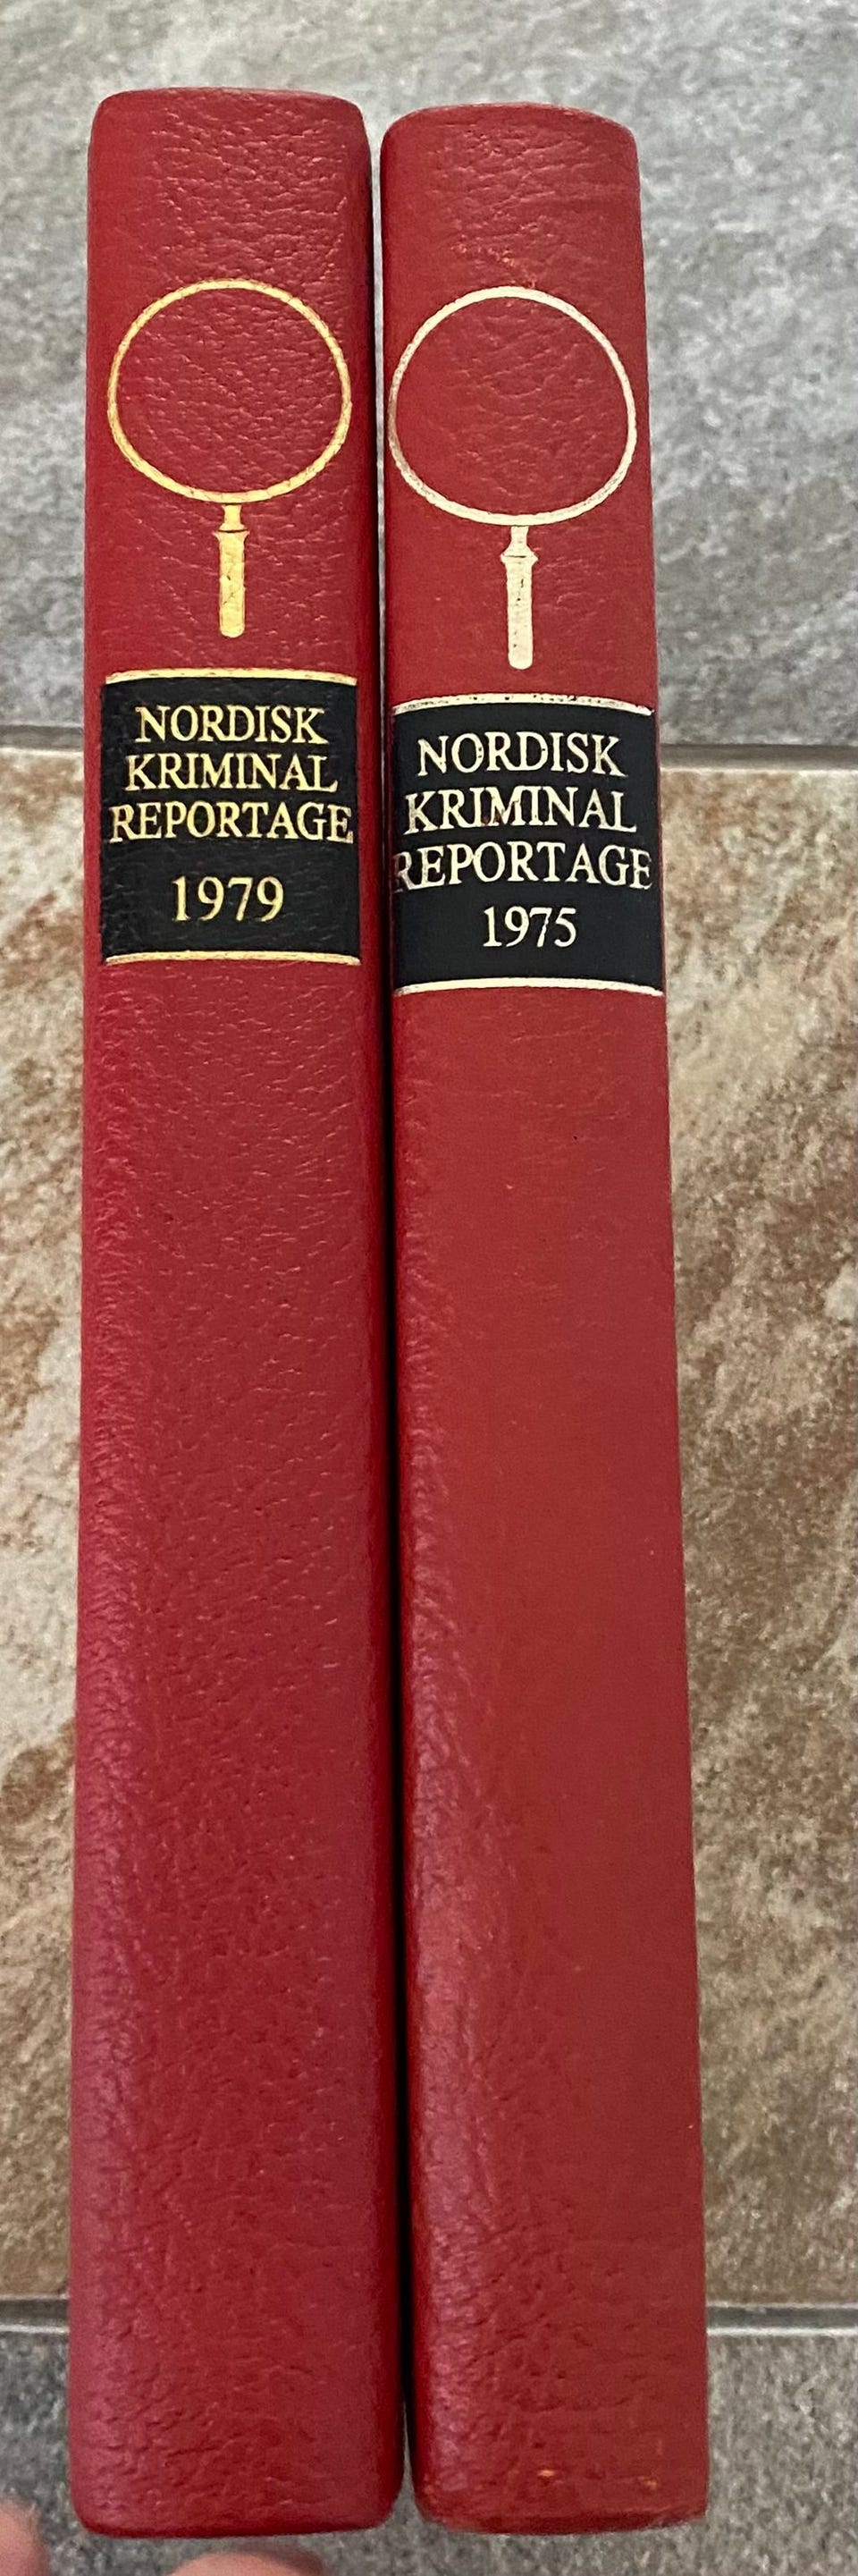 NORDISK
KRIMINAL
REPORTAGE
1979
NORDISK
KRIMINAL
REPORTAGE
1975